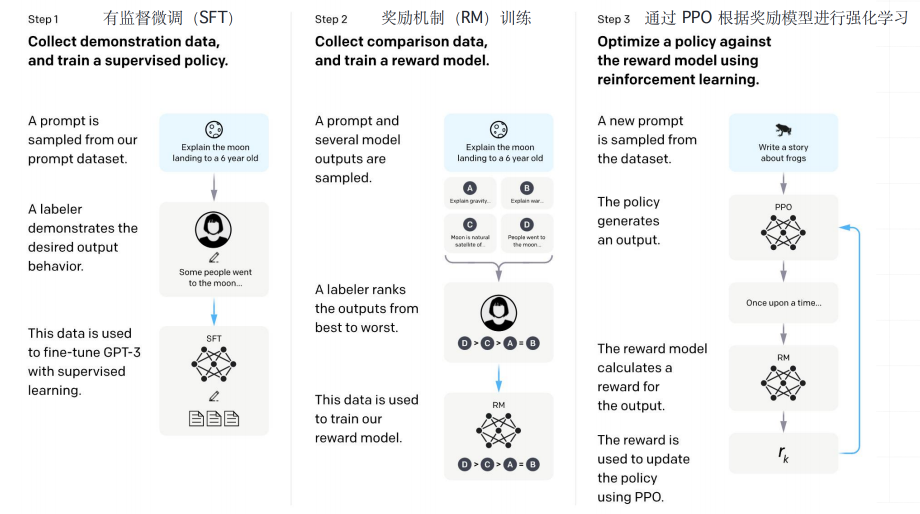 Step 1 有监督微调（SFT）
Collect demonstration data,
and train a supervised policy.
A prompt is
sampled from our
prompt dataset.
Explain the moon
landing to a 6 year old
A labeler
demonstrates the
desired output
behavior.
Some people went
to the moon...
This data is used
to fine-tune GPT-3
with supervised
learning.
SFT
Step 2 奖励机制（RM）训练
Collect comparison data,
and train a reward model.
A prompt and
several model
outputs are
sampled.
Explain the moon
landing to a 6 year old
A
Explain gravity...
B
Explain war...
C
Moon is natural
satellite of...
D
People went to
the moon...
A labeler ranks
the outputs from
best to worst.
D > C > A = B
This data is used
to train our
reward model.
RM
D > C > A = B
Step 3 通过 PPO 根据奖励模型进行强化学习
Optimize a policy against
the reward model using
reinforcement learning.
A new prompt
is sampled from
the dataset.
Write a story
about frogs
The policy
generates
an output.
PPO
Once upon a time...
The reward model
calculates a
reward for
the output.
RM
The reward is
used to update
the policy
using PPO.
rk